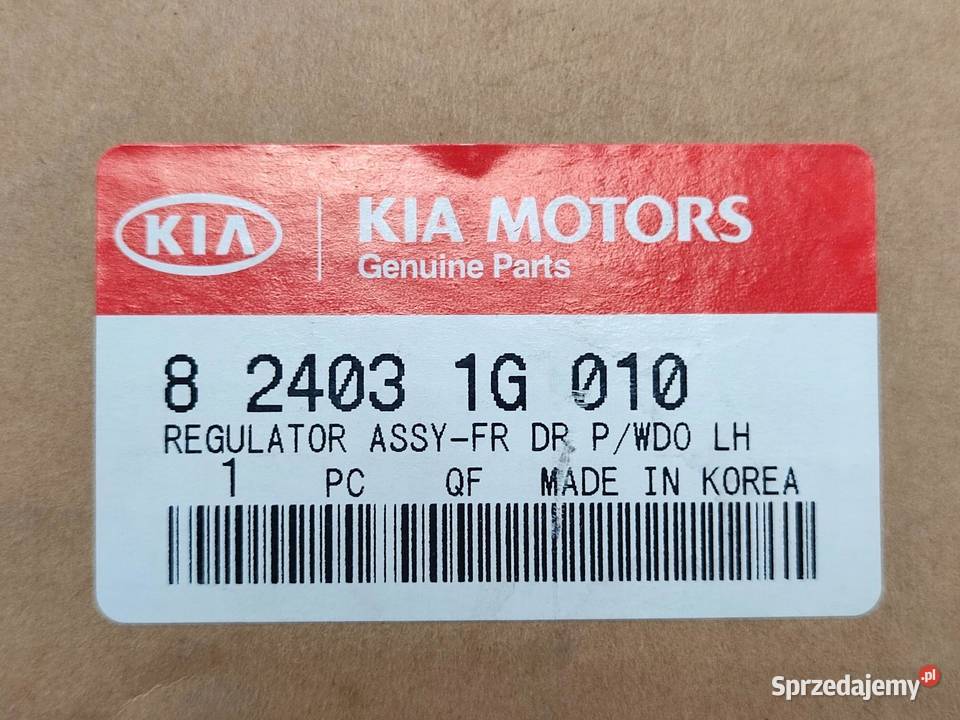 KIA
KIA MOTORS
Genuine Parts
8 2403 1G 010
REGULATOR ASSY-FR DR P/WDO LH
1 PC QF MADE IN KOREA
Sprzedajemy.pl